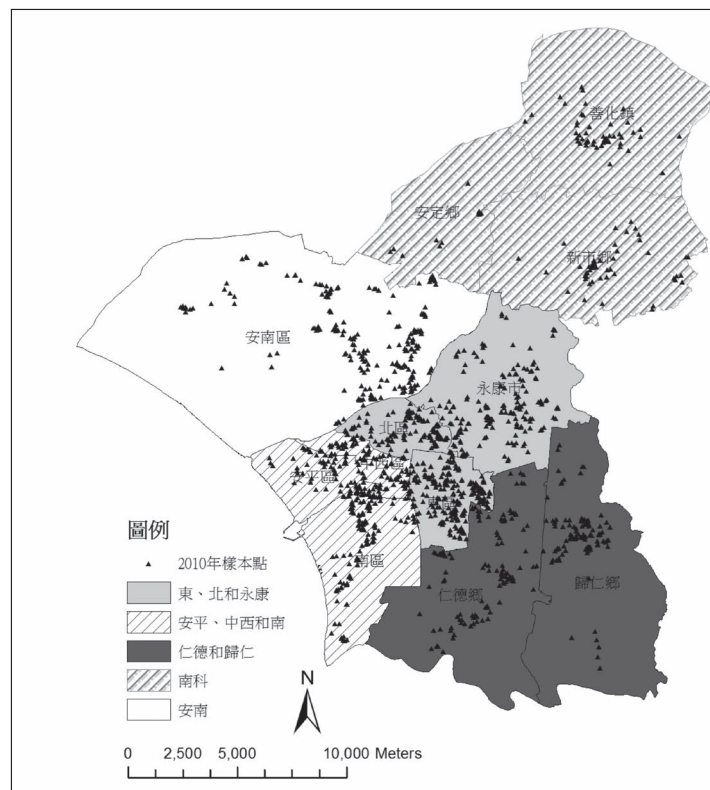 善化鎮
安定鄉
新市鄉
安南區
永康市
北區
中西區
安平區
東區
南區
仁德鄉
歸仁鄉
圖例
2010年樣本點
東、北和永康
安平、中西和南
仁德和歸仁
南科
安南
N
0 2,500 5,000 10,000 Meters